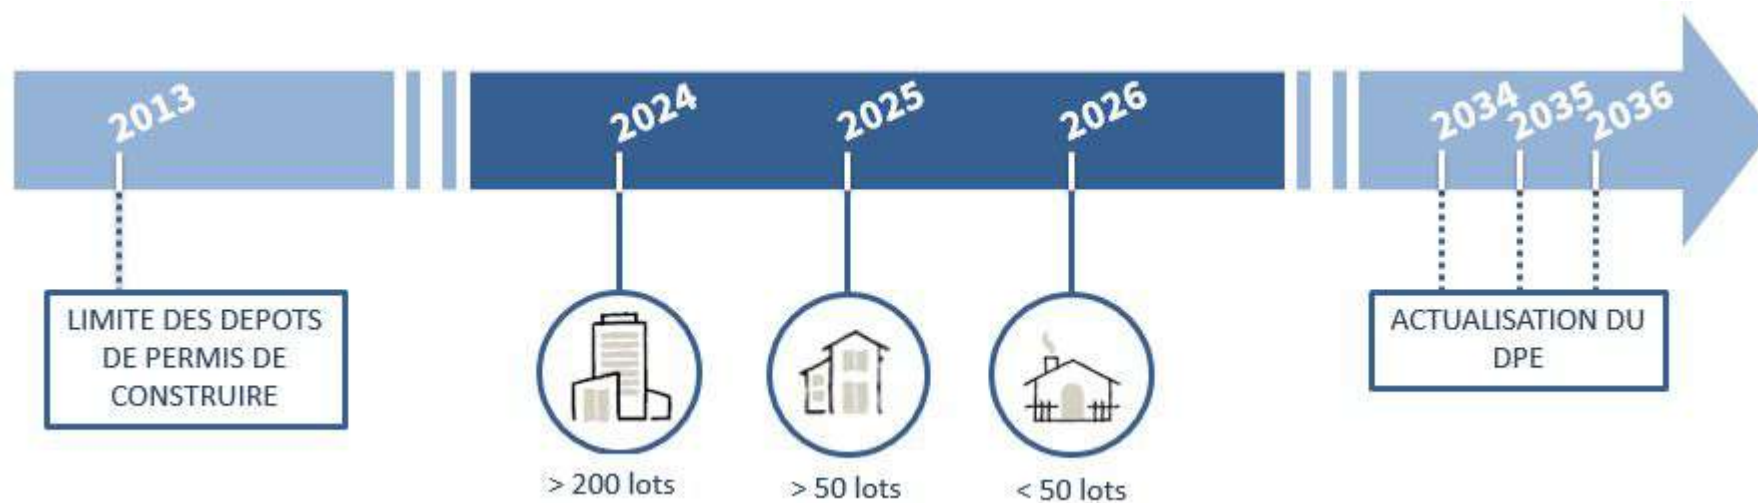 2013
2024
2025
2026
2034
2035
2036
LIMITE DES DEPOTS
DE PERMIS DE
CONSTRUIRE
> 200 lots
> 50 lots
< 50 lots
ACTUALISATION DU
DPE